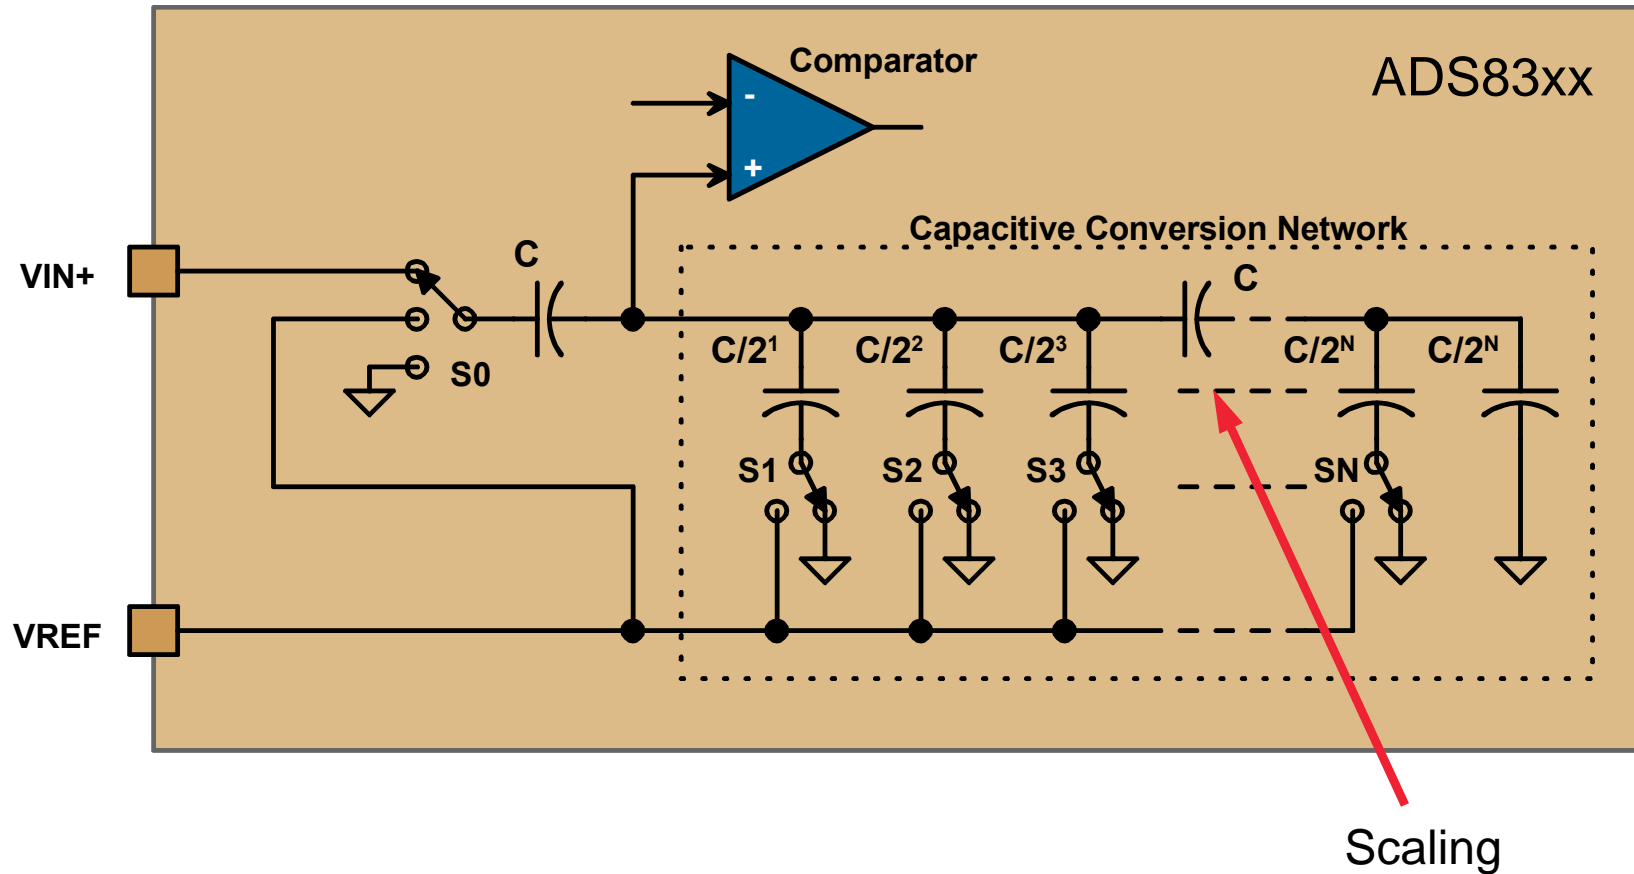 ADS83xx
Comparator
-
+
Capacitive Conversion Network
VIN+
C
C
S0
C/2¹
C/2²
C/2³
C/2ᴺ
C/2ᴺ
S1
S2
S3
SN
VREF
Scaling